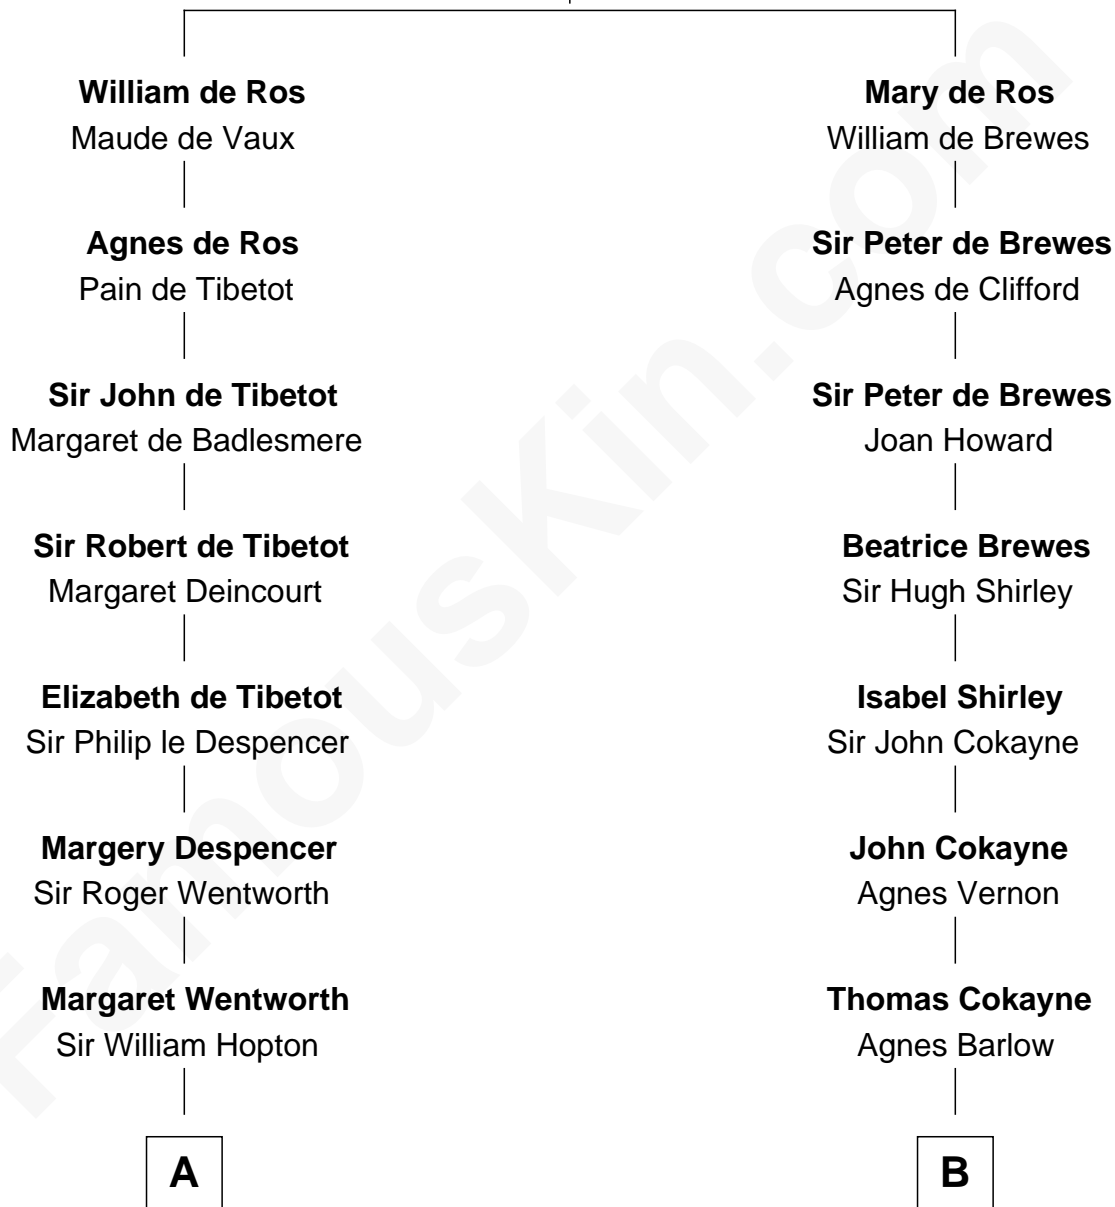 William de Ros
Maude de Vaux
Agnes de Ros
Pain de Tibetot
Sir John de Tibetot
Margaret de Badlesmere
Sir Robert de Tibetot
Margaret Deincourt
Elizabeth de Tibetot
Sir Philip le Despencer
Margery Despencer
Sir Roger Wentworth
Margaret Wentworth
Sir William Hopton
A
Mary de Ros
William de Brewes
Sir Peter de Brewes
Agnes de Clifford
Sir Peter de Brewes
Joan Howard
Beatrice Brewes
Sir Hugh Shirley
Isabel Shirley
Sir John Cokayne
John Cokayne
Agnes Vernon
Thomas Cokayne
Agnes Barlow
B
FamousKin.com